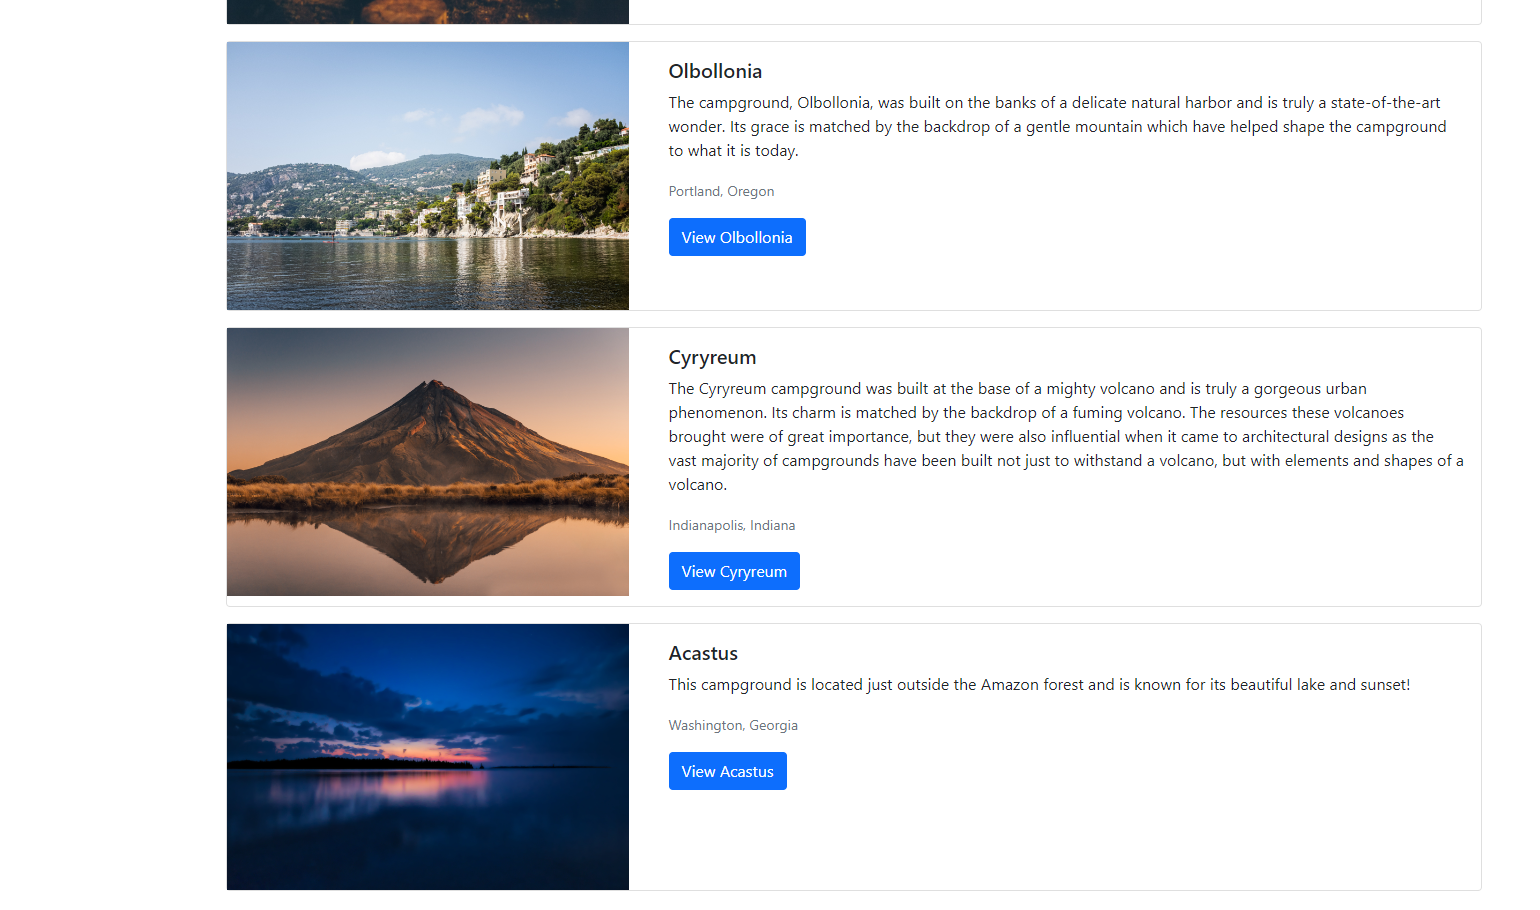 Olbollonia
The campground, Olbollonia, was built on the banks of a delicate natural harbor and is truly a state-of-the-art
wonder. Its grace is matched by the backdrop of a gentle mountain which have helped shape the campground
to what it is today.
Portland, Oregon
View Olbollonia
Cyryreum
The Cyryreum campground was built at the base of a mighty volcano and is truly a gorgeous urban
phenomenon. Its charm is matched by the backdrop of a fuming volcano. The resources these volcanoes
brought were of great importance, but they were also influential when it came to architectural designs as the
vast majority of campgrounds have been built not just to withstand a volcano, but with elements and shapes of a
volcano.
Indianapolis, Indiana
View Cyryreum
Acastus
This campground is located just outside the Amazon forest and is known for its beautiful lake and sunset!
Washington, Georgia
View Acastus